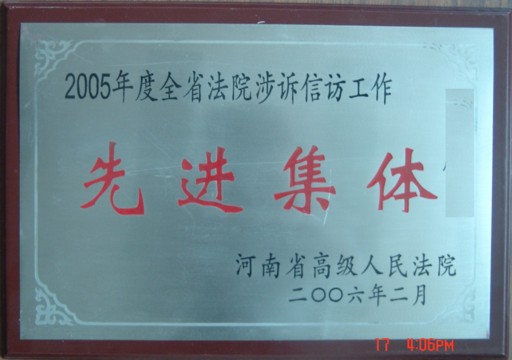 2005年度全省法院涉诉信访工作
先进集体
河南省高级人民法院
二〇〇六年二月
17 4:06PM